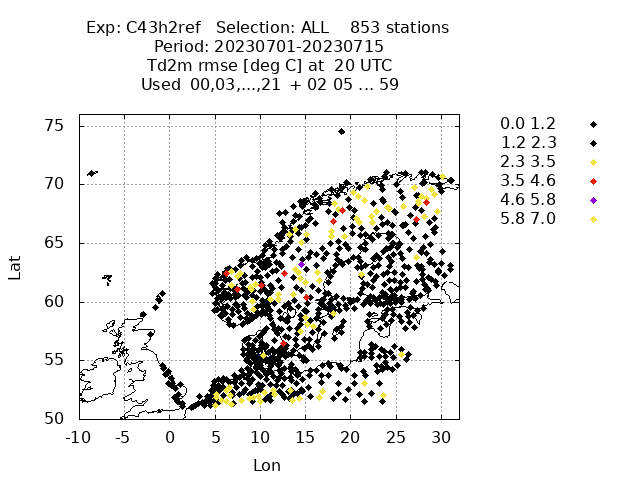 Exp: C43h2ref   Selection: ALL    853 stations
Period: 20230701-20230715
Td2m rmse [deg C] at  20 UTC
Used  00,03,...,21  + 02 05 ... 59
0.0 1.2
1.2 2.3
2.3 3.5
3.5 4.6
4.6 5.8
5.8 7.0
75
70
65
60
55
50
Lat
-10 -5 0 5 10 15 20 25 30
Lon